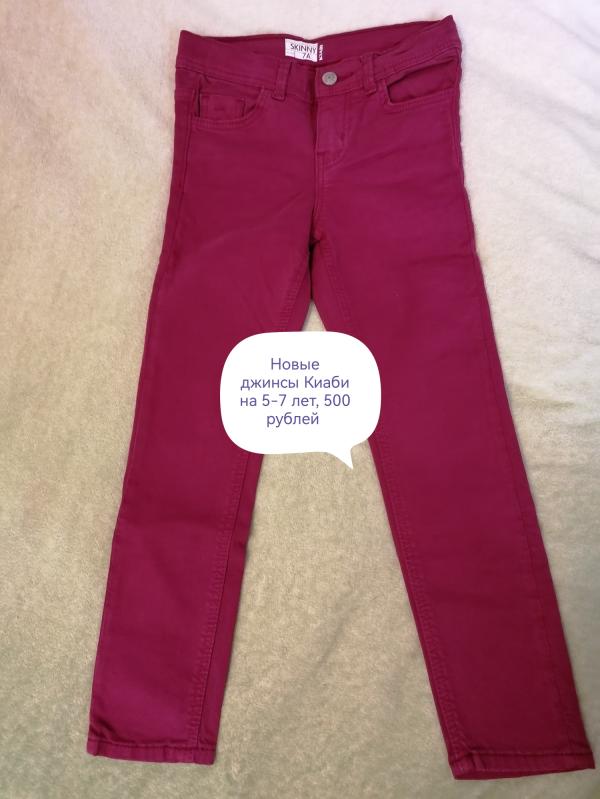 SKINNY
7A
Новые
джинсы Киаби
на 5-7 лет, 500
рублей